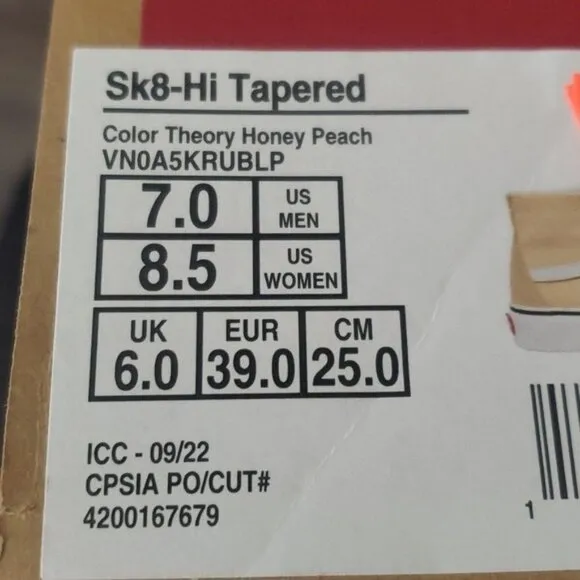 Sk8-Hi Tapered
Color Theory Honey Peach
VN0A5KRUBLP
7.0 US MEN
8.5 US WOMEN
UK EUR CM
6.0 39.0 25.0
ICC - 09/22
CPSIA PO/CUT#
4200167679
1